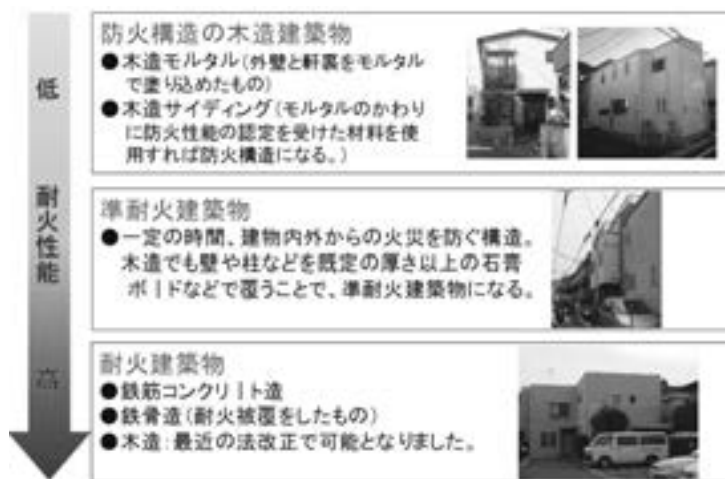 防火構造の木造建築物
●木造モルタル(外壁と軒裏をモルタル
で塗り込めたもの)
●木造サイディング(モルタルのかわり
に防火性能の認定を受けた材料を使
用すれば防火構造になる。)
低
耐火性能
高
準耐火建築物
●一定の時間、建物内外からの火災を防ぐ構造。
木造でも壁や柱などを既定の厚さ以上の石膏
ボードなどで覆うことで、準耐火建築物になる。
耐火建築物
●鉄筋コンクリート造
●鉄骨造(耐火被覆をしたもの)
●木造:最近の法改正で可能となりました。